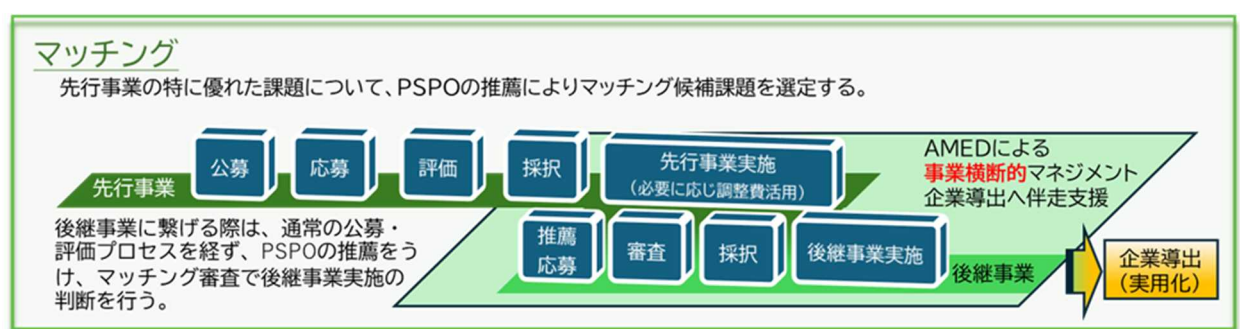 マッチング
先行事業の特に優れた課題について、PSPOの推薦によりマッチング候補課題を選定する。
公募
応募
評価
採択
先行事業実施
（必要に応じ調整費活用）
先行事業
AMEDによる
事業横断的マネジメント
企業導出へ伴走支援
後継事業に繋げる際は、通常の公募・
評価プロセスを経ず、PSPOの推薦をう
け、マッチング審査で後継事業実施の
判断を行う。
推薦
応募
審査
採択
後継事業実施
後継事業
企業導出
（実用化）